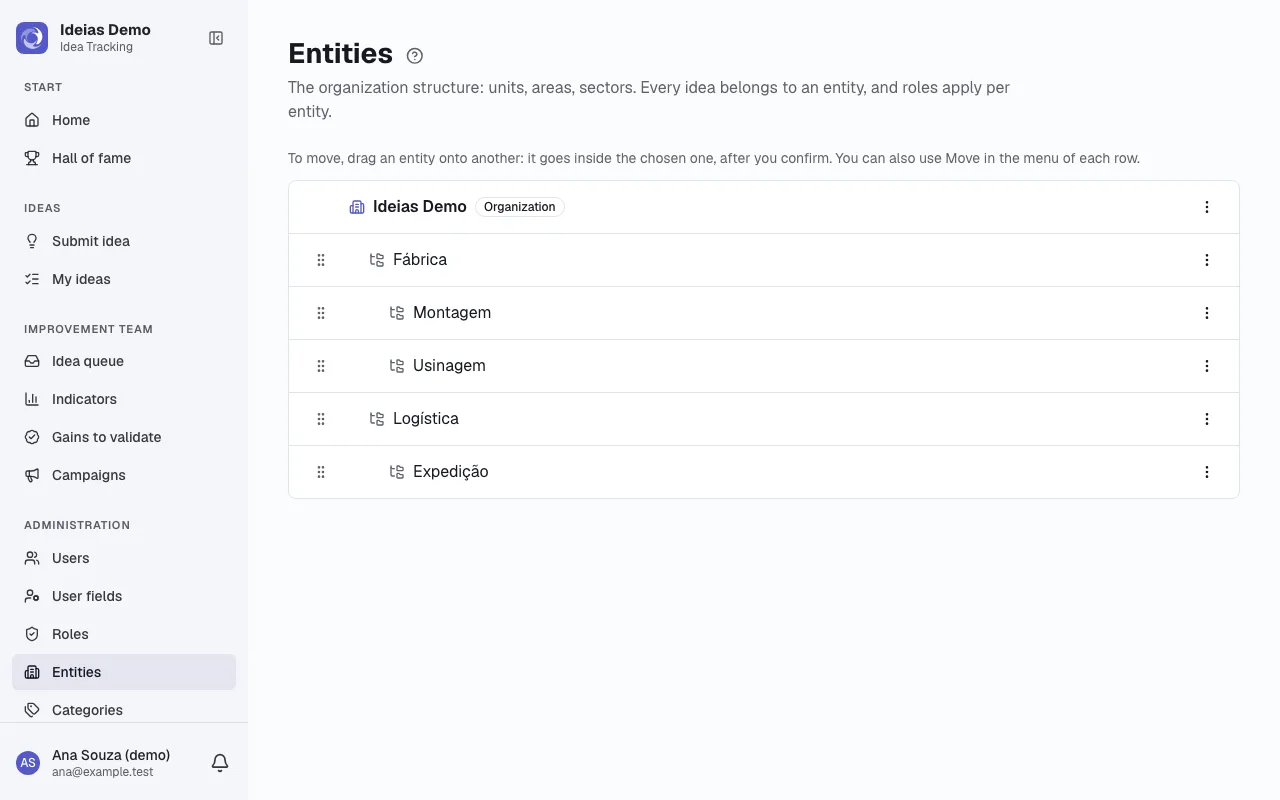 Ideias Demo
Idea Tracking
START
Home
Hall of fame
IDEAS
Submit idea
My ideas
IMPROVEMENT TEAM
Idea queue
Indicators
Gains to validate
Campaigns
ADMINISTRATION
Users
User fields
Roles
Entities
Categories
AS
Ana Souza (demo)
ana@example.test
Entities
The organization structure: units, areas, sectors. Every idea belongs to an entity, and roles apply per
entity.
To move, drag an entity onto another: it goes inside the chosen one, after you confirm. You can also use Move in the menu of each row.
Ideias Demo Organization
Fábrica
Montagem
Usinagem
Logística
Expedição